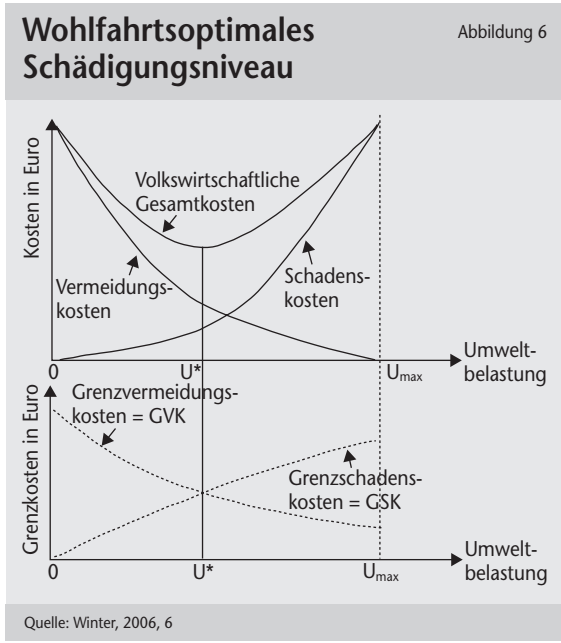 Wohlfahrtsoptimales
Schädigungsniveau
Abbildung 6
Kosten in Euro
Volkswirtschaftliche
Gesamtkosten
Vermeidungs-
kosten
Schadens-
kosten
Umwelt-
belastung
0
U*
Umax
Grenzkosten in Euro
Grenzvermeidungs-
kosten = GVK
Grenzschadens-
kosten = GSK
Umwelt-
belastung
0
U*
Umax
Quelle: Winter, 2006, 6